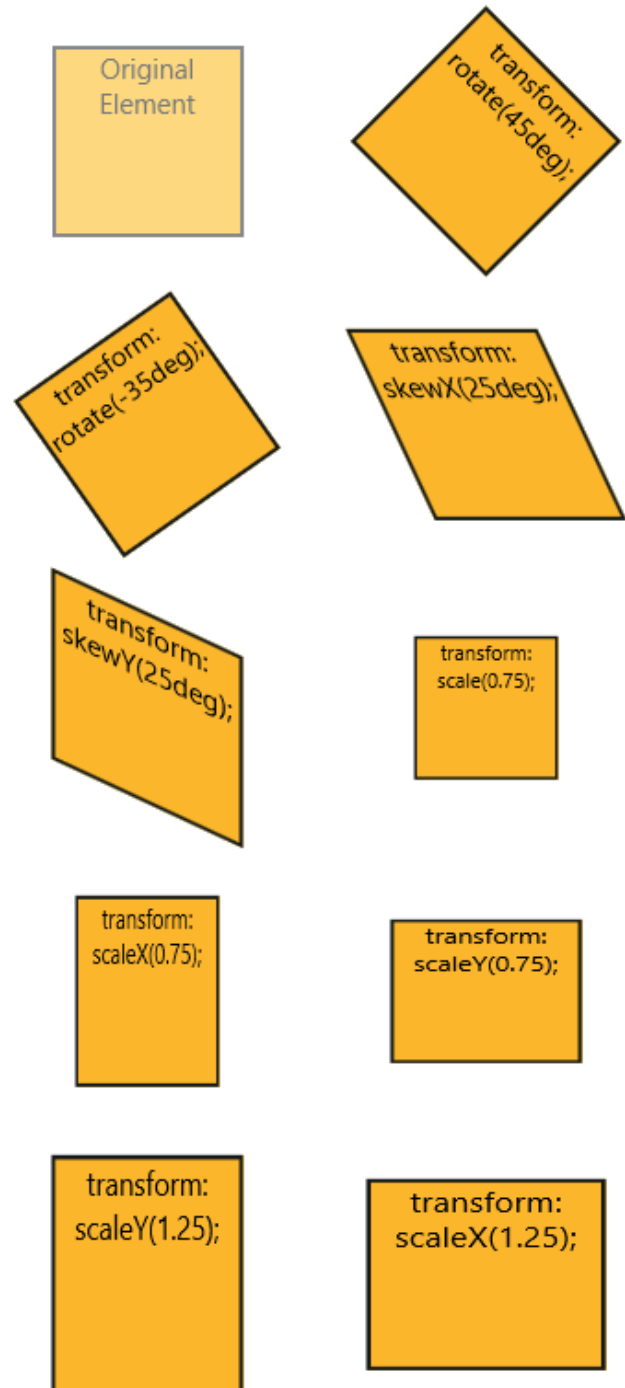 Original
Element
transform:
rotate(45deg);
transform:
rotate(-35deg);
transform:
skewX(25deg);
transform:
skewY(25deg);
transform:
scale(0.75);
transform:
scaleX(0.75);
transform:
scaleY(0.75);
transform:
scaleY(1.25);
transform:
scaleX(1.25);